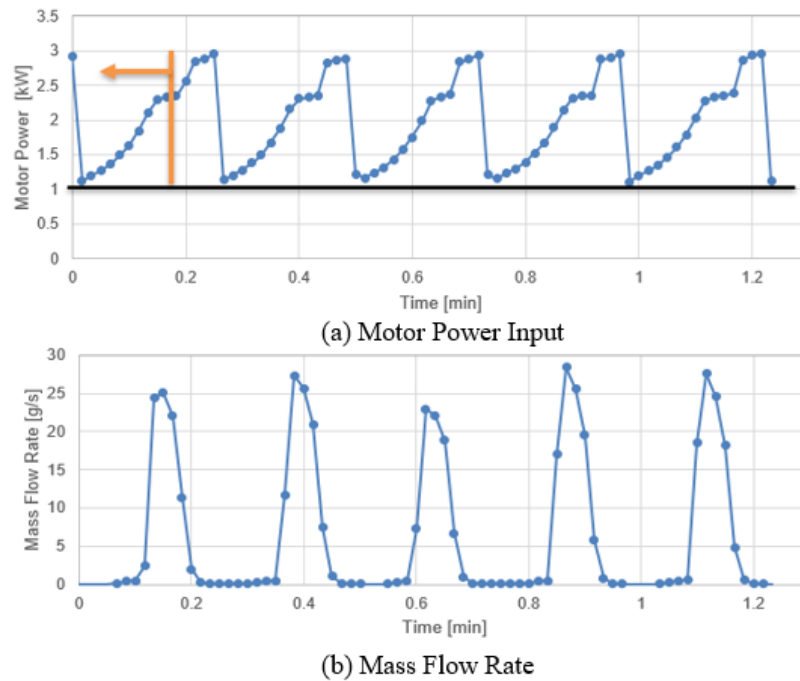 3.5
3
2.5
2
1.5
1
0.5
0
Motor Power [kW]
0 0.2 0.4 0.6 0.8 1 1.2
Time [min]
(a) Motor Power Input
30
25
20
15
10
5
0
Mass Flow Rate [g/s]
0 0.2 0.4 0.6 0.8 1 1.2
Time [min]
(b) Mass Flow Rate